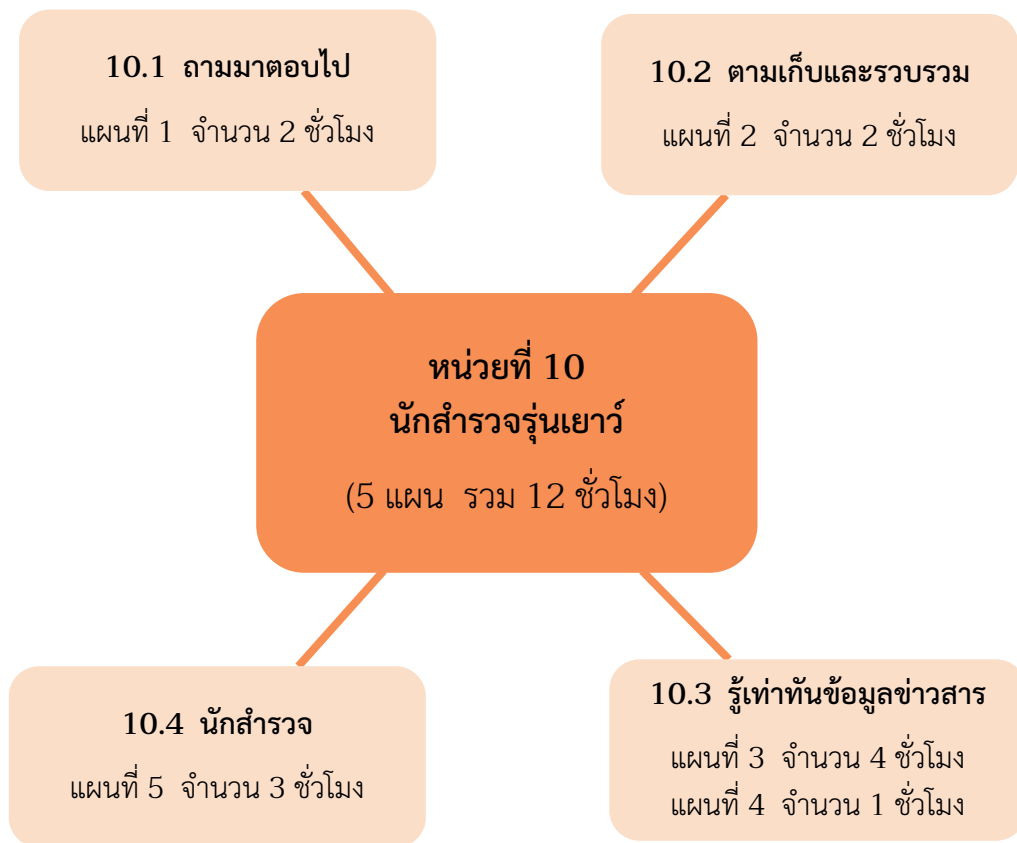 10.1 ถามมาตอบไป
แผนที่ 1 จำนวน 2 ชั่วโมง
10.2 ตามเก็บและรวบรวม
แผนที่ 2 จำนวน 2 ชั่วโมง
หน่วยที่ 10
นักสำรวจรุ่นเยาว์
(5 แผน รวม 12 ชั่วโมง)
10.4 นักสำรวจ
แผนที่ 5 จำนวน 3 ชั่วโมง
10.3 รู้เท่าทันข้อมูลข่าวสาร
แผนที่ 3 จำนวน 4 ชั่วโมง
แผนที่ 4 จำนวน 1 ชั่วโมง